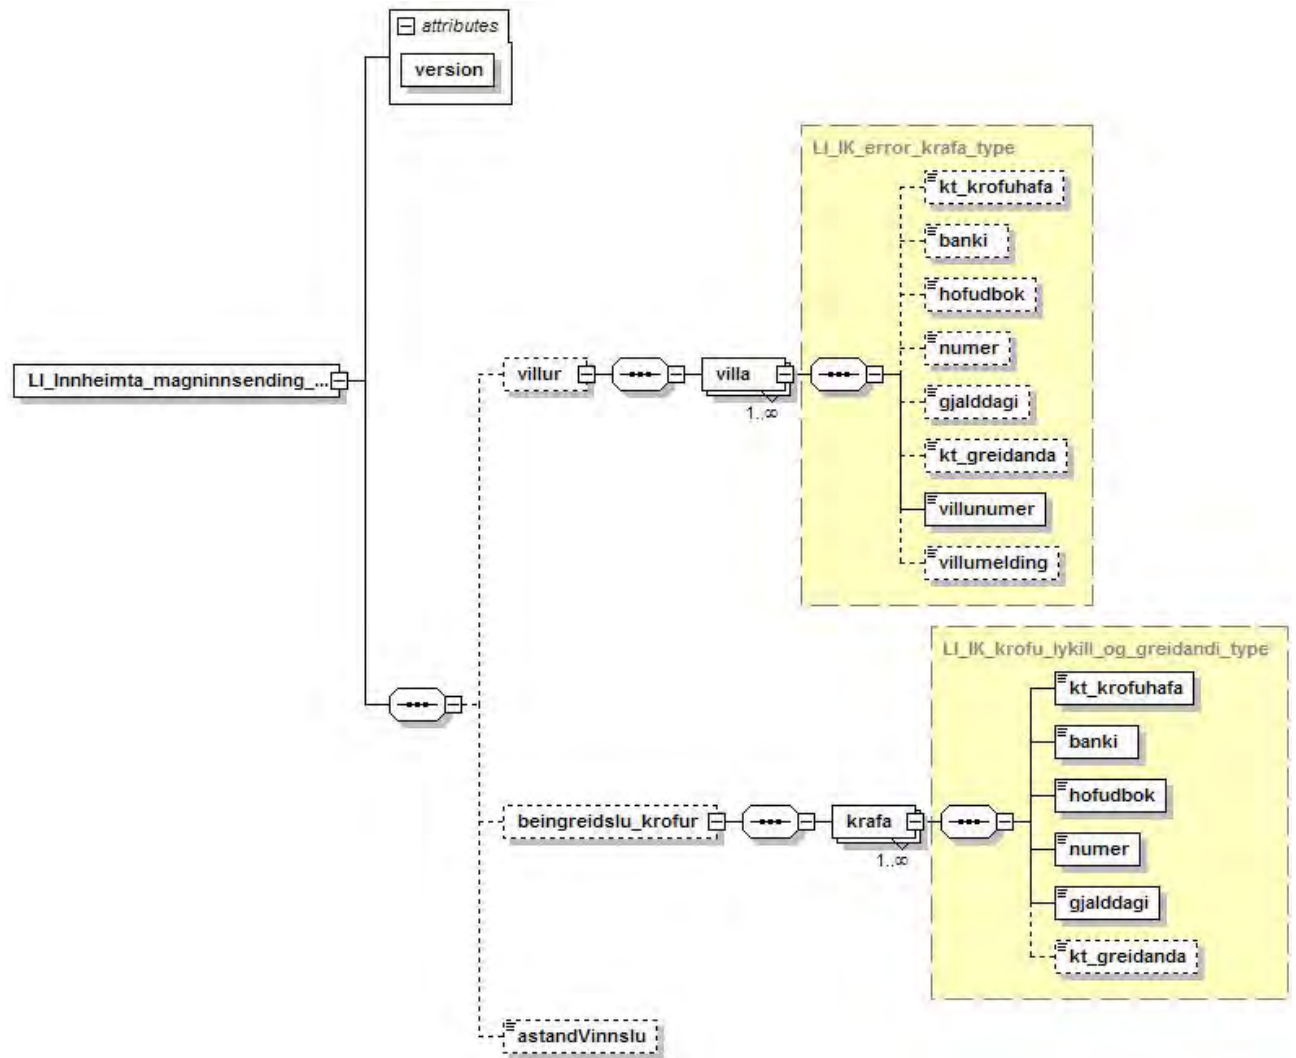 attributes
version
LI_IK_error_krafa_type
kt_krofuhafa
banki
hofudbok
numer
LI_Innheimta_magninnsending_...
villur
villa
1..∞
gjalddagi
kt_greidanda
villunumer
villumelding
LI_IK_krofu_lykill_og_greidandi_type
kt_krofuhafa
banki
hofudbok
beingreidslu_krofur
krafa
1..∞
numer
gjalddagi
kt_greidanda
astandVinnslu